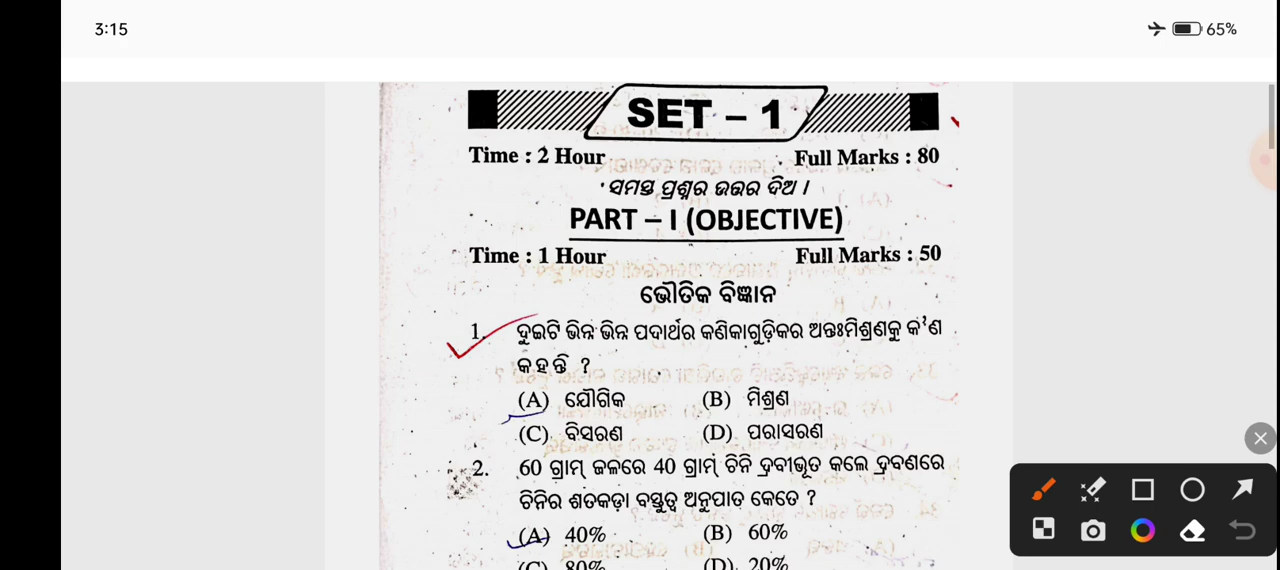 3:15
65%
SET – 1
Time : 2 Hour Full Marks : 80
ସମସ୍ତ ପ୍ରଶ୍ନର ଉତ୍ତର ଦିଅ ।
PART – I (OBJECTIVE)
Time : 1 Hour Full Marks : 50
ଭୌତିକ ବିଜ୍ଞାନ
1. ଦୁଇଟି ଭିନ୍ନ ଭିନ୍ନ ପଦାର୍ଥର କଣିକାଗୁଡ଼ିକର ଅନ୍ତଃମିଶ୍ରଣକୁ କ'ଣ
କହନ୍ତି ?
(A) ଯୌଗିକ (B) ମିଶ୍ରଣ
(C) ବିସରଣ (D) ପରାସରଣ
2. 60 ଗ୍ରାମ୍ ଜଳରେ 40 ଗ୍ରାମ୍ ଚିନି ଦ୍ରବୀଭୂତ କଲେ ଦ୍ରବଣରେ
ଚିନିର ଶତକଡ଼ା ବସ୍ତୁତ୍ୱ ଅନୁପାତ କେତେ ?
(A) 40% (B) 60%
(C) 80% (D) 20%